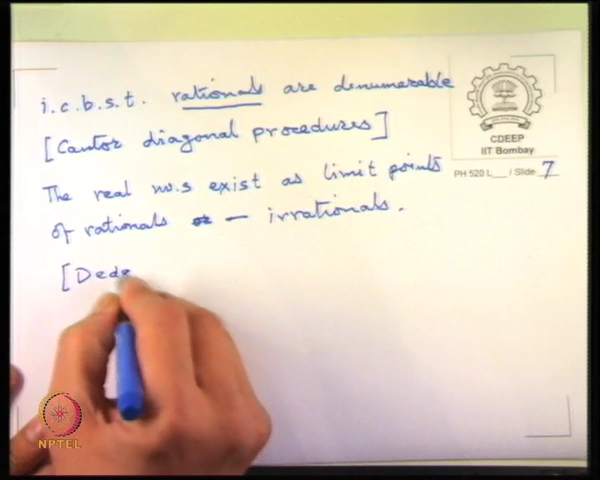 i.c.b.s.t. rationals are denumerable
[Cantor diagonal procedures]
The real no.s exist as limit points
of rationals — irrationals.
[Dede
CDEEP
IIT Bombay
PH 520 L___/ Slide 7
NPTEL